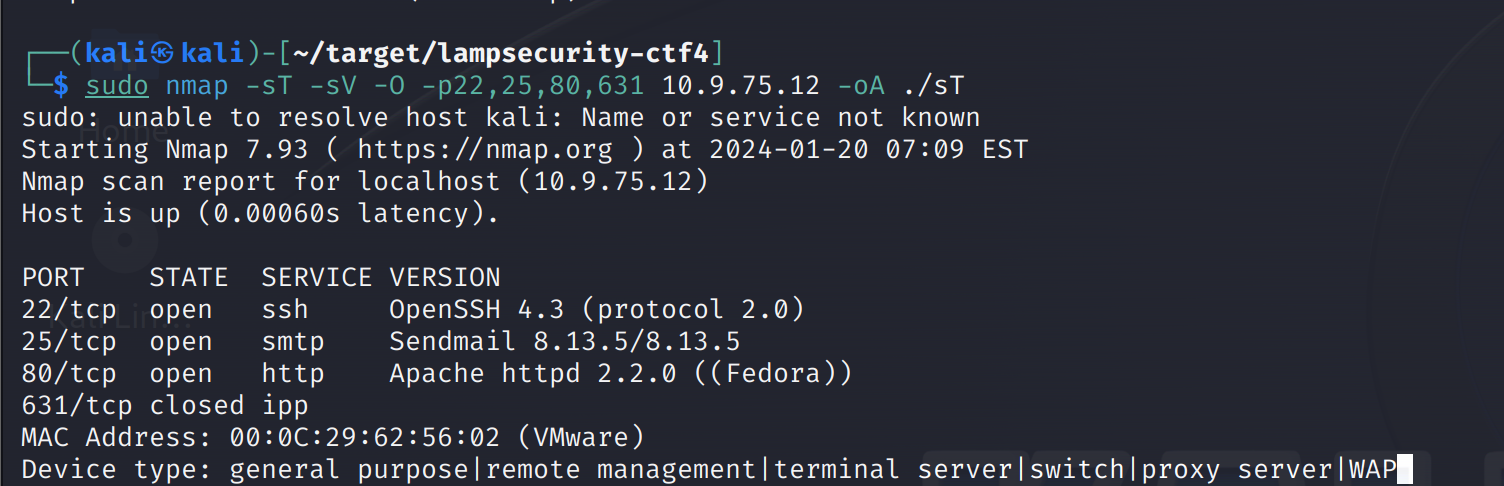 ┌──(kali㉿kali)-[~/target/lampsecurity-ctf4]
└─$ sudo nmap -sT -sV -O -p22,25,80,631 10.9.75.12 -oA ./sT
sudo: unable to resolve host kali: Name or service not known
Starting Nmap 7.93 ( https://nmap.org ) at 2024-01-20 07:09 EST
Nmap scan report for localhost (10.9.75.12)
Host is up (0.00060s latency).

PORT    STATE  SERVICE VERSION
22/tcp  open   ssh     OpenSSH 4.3 (protocol 2.0)
25/tcp  open   smtp    Sendmail 8.13.5/8.13.5
80/tcp  open   http    Apache httpd 2.2.0 ((Fedora))
631/tcp closed ipp
MAC Address: 00:0C:29:62:56:02 (VMware)
Device type: general purpose|remote management|terminal server|switch|proxy server|WAP
Home